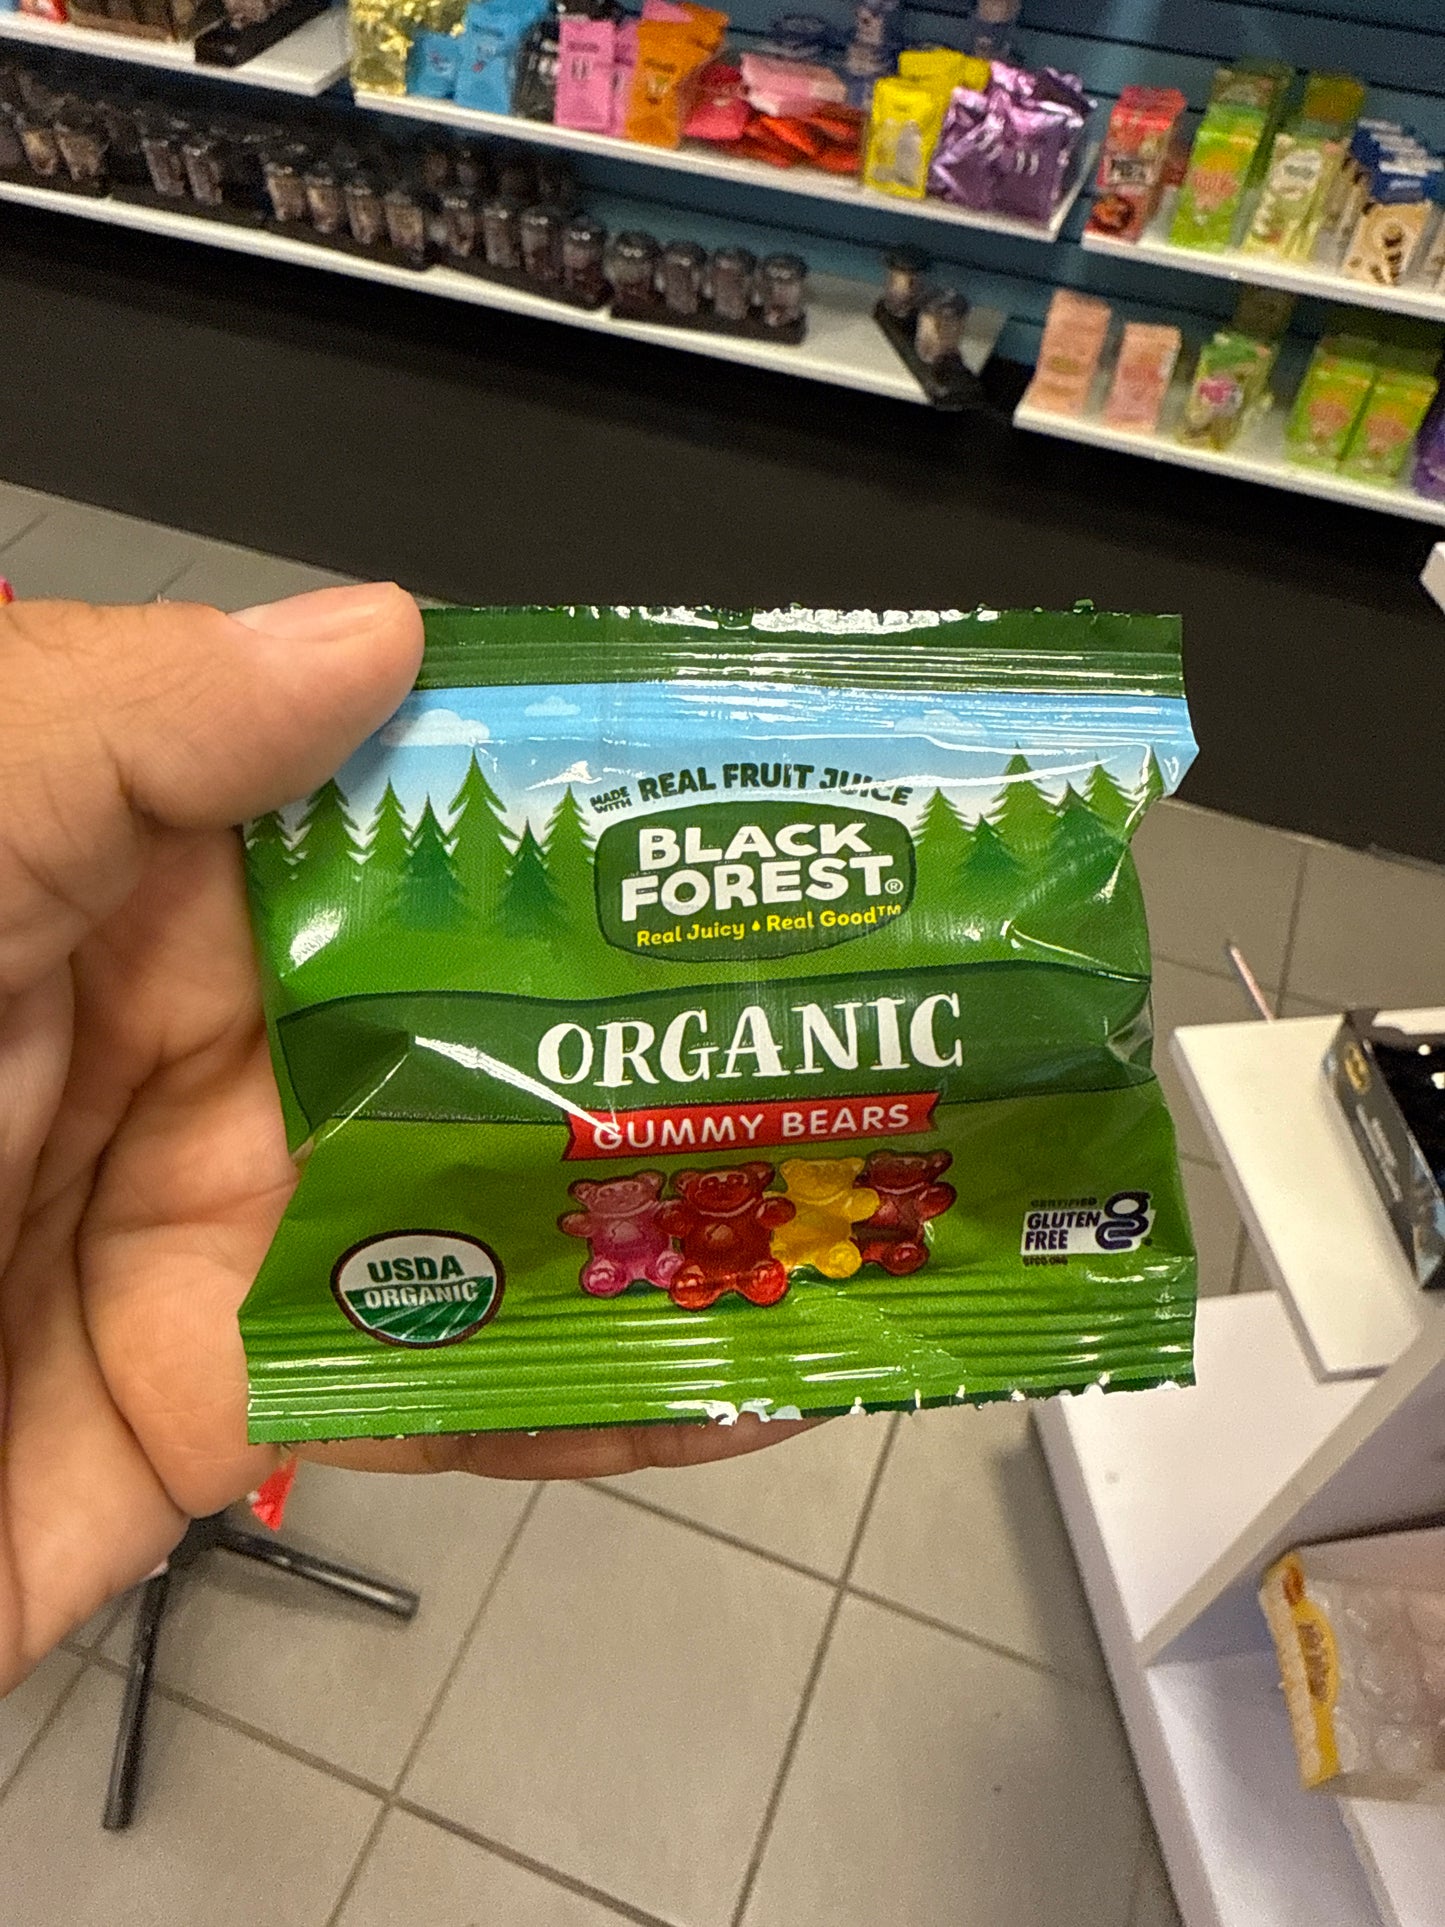 MADE WITH REAL FRUIT JUICE
BLACK
FOREST®
Real Juicy • Real Good™
ORGANIC
GUMMY BEARS
USDA
ORGANIC
CERTIFIED
GLUTEN
FREE